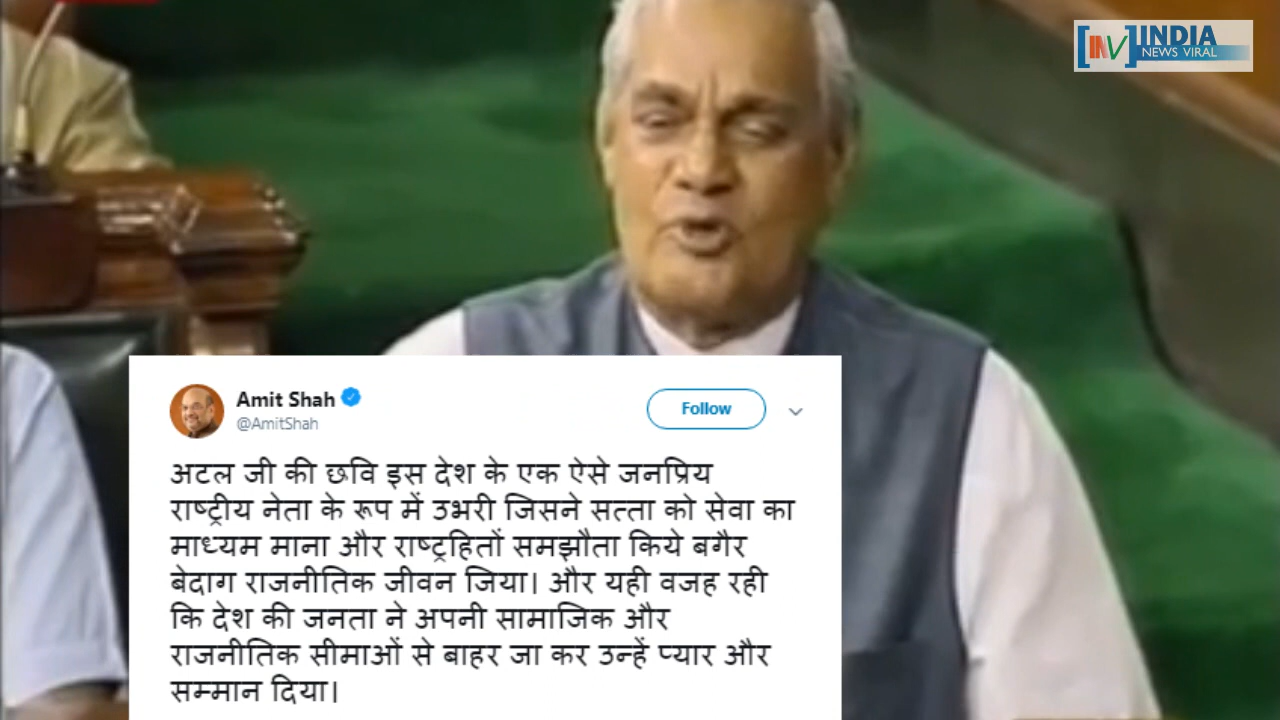 [INV] INDIA
NEWS VIRAL
Amit Shah
@AmitShah
Follow
अटल जी की छवि इस देश के एक ऐसे जनप्रिय
राष्ट्रीय नेता के रूप में उभरी जिसने सत्ता को सेवा का
माध्यम माना और राष्ट्रहितों समझौता किये बगैर
बेदाग राजनीतिक जीवन जिया। और यही वजह रही
कि देश की जनता ने अपनी सामाजिक और
राजनीतिक सीमाओं से बाहर जा कर उन्हें प्यार और
सम्मान दिया।